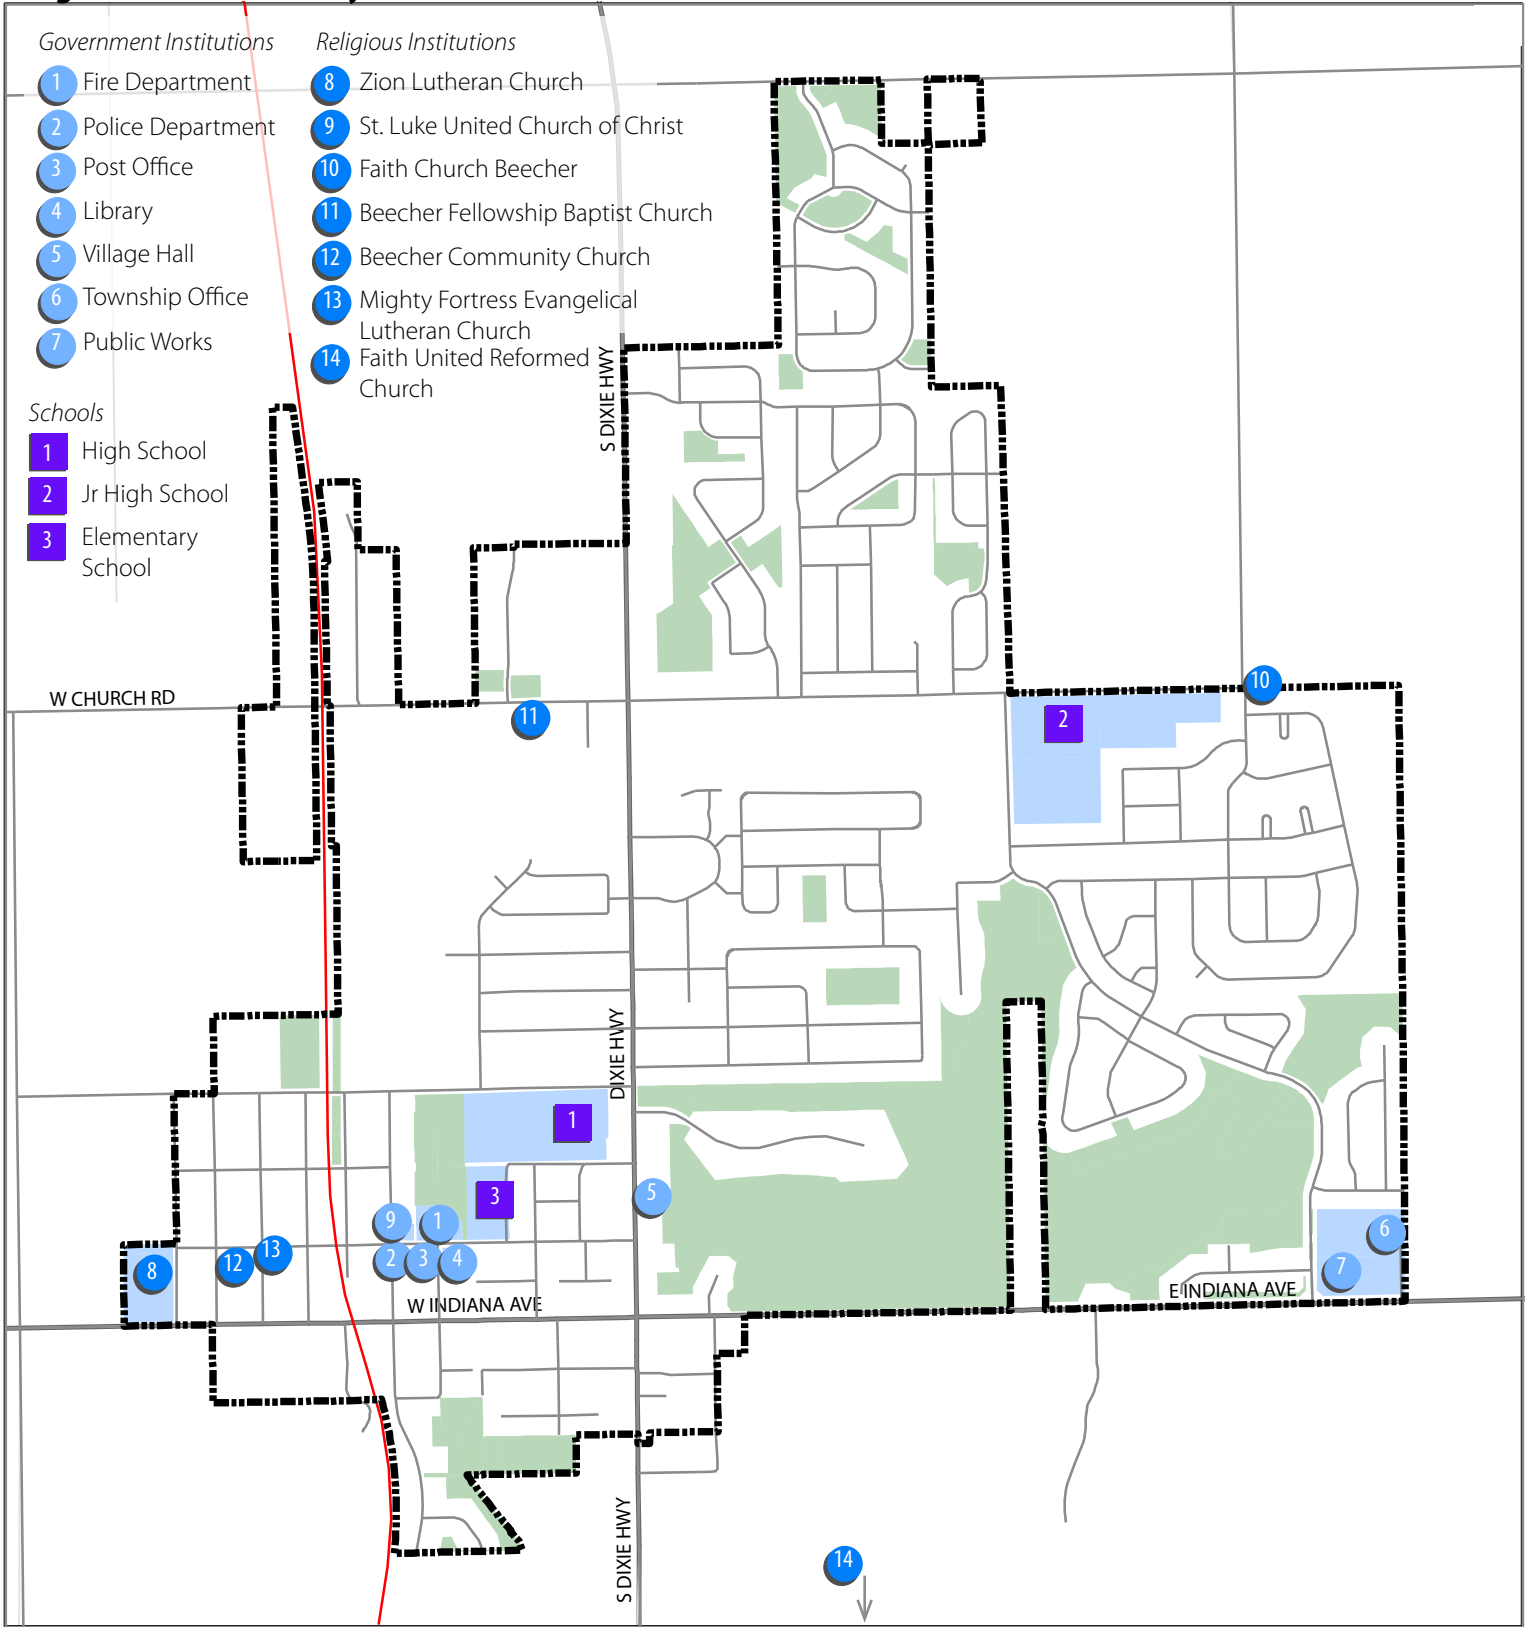 Government Institutions
1 Fire Department
2 Police Department
3 Post Office
4 Library
5 Village Hall
6 Township Office
7 Public Works
Religious Institutions
8 Zion Lutheran Church
9 St. Luke United Church of Christ
10 Faith Church Beecher
11 Beecher Fellowship Baptist Church
12 Beecher Community Church
13 Mighty Fortress Evangelical
Lutheran Church
14 Faith United Reformed
Church
Schools
1 High School
2 Jr High School
3 Elementary
School
S DIXIE HWY
W CHURCH RD
10
11
2
DIXIE HWY
1
3
5
9
1
2
3
4
8
12
13
6
7
W INDIANA AVE
E INDIANA AVE
S DIXIE HWY
14